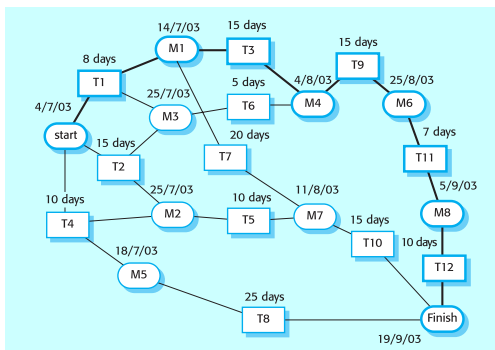 14/7/03
15 days
M1
T3
15 days
8 days
T9
T1
25/7/03
5 days
4/8/03
25/8/03
4/7/03
M3
T6
M4
M6
start
15 days
20 days
7 days
T2
T7
T11
25/7/03
11/8/03
5/9/03
10 days
10 days
15 days
T4
M2
T5
M7
M8
18/7/03
T10
10 days
M5
T12
25 days
T8
Finish
19/9/03